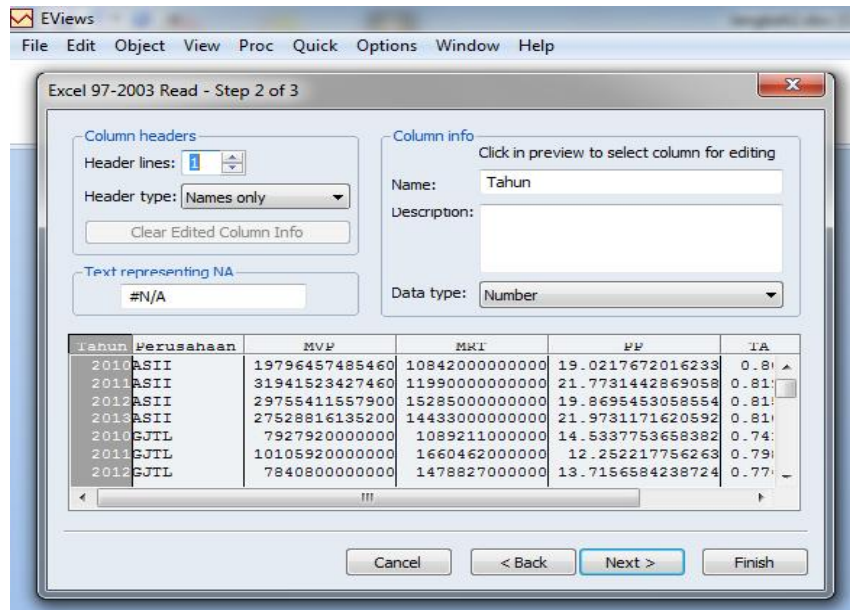 EViews
File Edit Object View Proc Quick Options Window Help
Excel 97-2003 Read - Step 2 of 3
Column headers
Header lines: 1
Header type: Names only
Clear Edited Column Info
Text representing NA
#N/A
Column info
Click in preview to select column for editing
Name: Tahun
Description:
Data type: Number
Tahun Perusahaan MVP MRT PP TA
2010 ASII 19796457485460 10842000000000 19.0217672016233
2011 ASII 31941523427460 11990000000000 21.7731442869058
2012 ASII 29755411557900 15285000000000 19.8695453058554
2013 ASII 27528816135200 14433000000000 21.9731171620592
2010 GJTL 7927920000000 1089211000000 14.5337753658382
2011 GJTL 10105920000000 1660462000000 12.252217756263
2012 GJTL 7840800000000 1478827000000 13.7156584238724
Cancel < Back Next > Finish